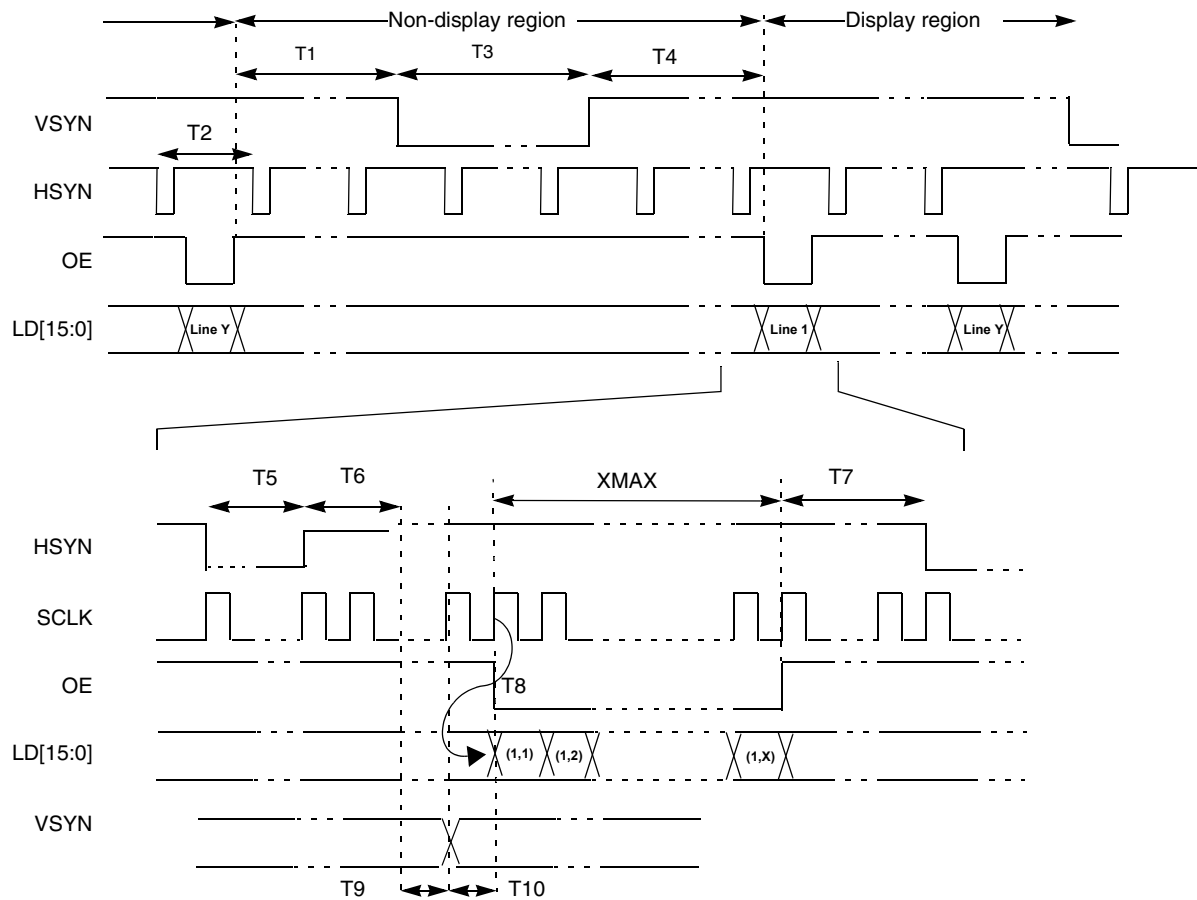 Non-display region
Display region
T1
T3
T4
VSYN
T2
HSYN
OE
LD[15:0]
Line Y
Line 1
Line Y
T5
T6
XMAX
T7
HSYN
SCLK
OE
T8
LD[15:0]
(1,1)
(1,2)
(1,X)
VSYN
T9
T10